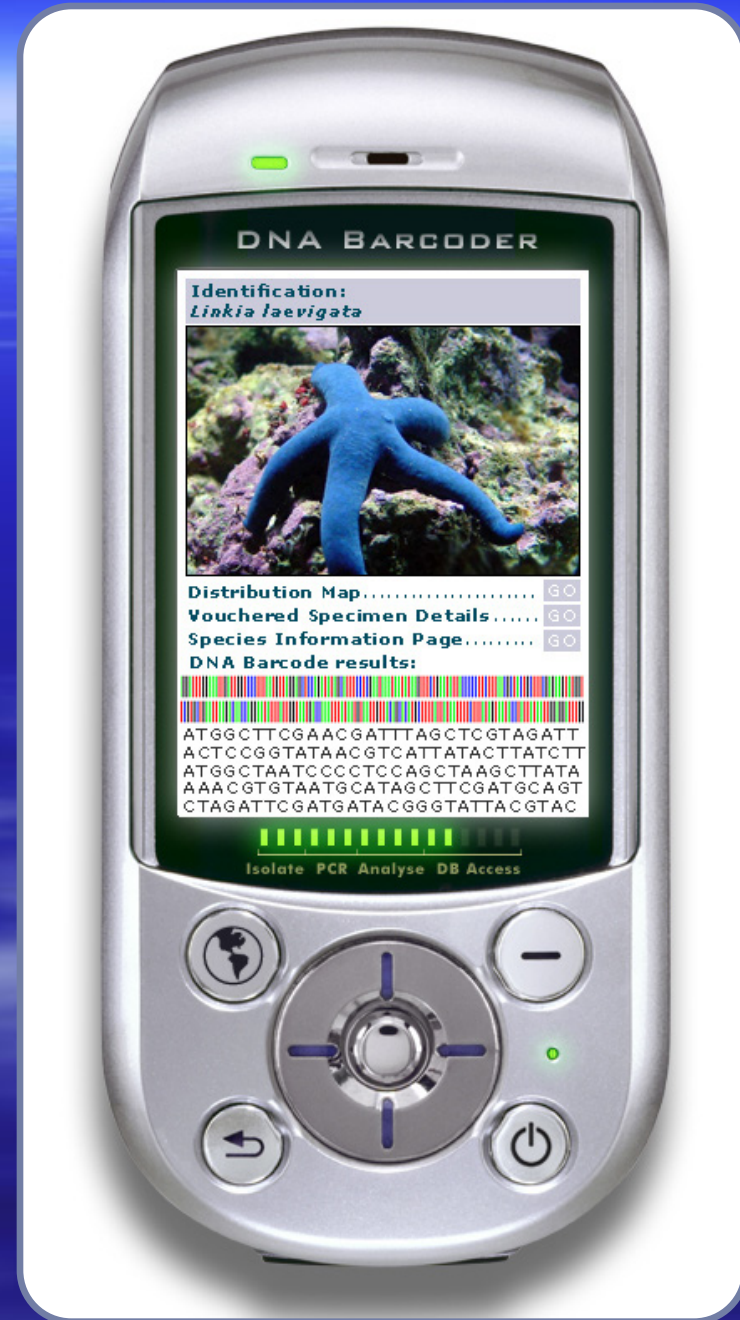 DNA BARCODER
Identification:
Linkia laevigata
Distribution Map...................... GO
Vouchered Specimen Details...... GO
Species Information Page......... GO
DNA Barcode results:
ATGGCTTCGAACGATTTAGCTCGTAGATT
ACTCCGGTATAACGTCATTATACTTATCTT
ATGGCTAATCCCCTCCAGCTAAGCTTATA
AAACGTGTAATGCATAGCTTCGATGCAGT
CTAGATTCGATGATACGGGTATTACGTAC
Isolate PCR Analyse DB Access